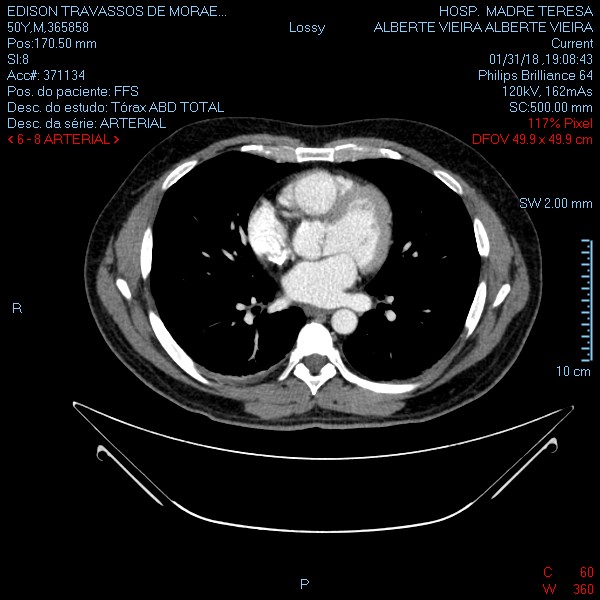 EDISON TRAVASSOS DE MORAE...
50Y,M,365858
Pos:170.50 mm
SI:8
Acc#: 371134
Pos. do paciente: FFS
Desc. do estudo: Tórax ABD TOTAL
Desc. da série: ARTERIAL
< 6 - 8 ARTERIAL >
Lossy
HOSP. MADRE TERESA
ALBERTE VIEIRA ALBERTE VIEIRA
Current
01/31/18 ,19:08:43
Philips Brilliance 64
120kV, 162mAs
SC:500.00 mm
117% Pixel
DFOV 49.9 x 49.9 cm
SW 2.00 mm
R
10 cm
P
C 60
W 360